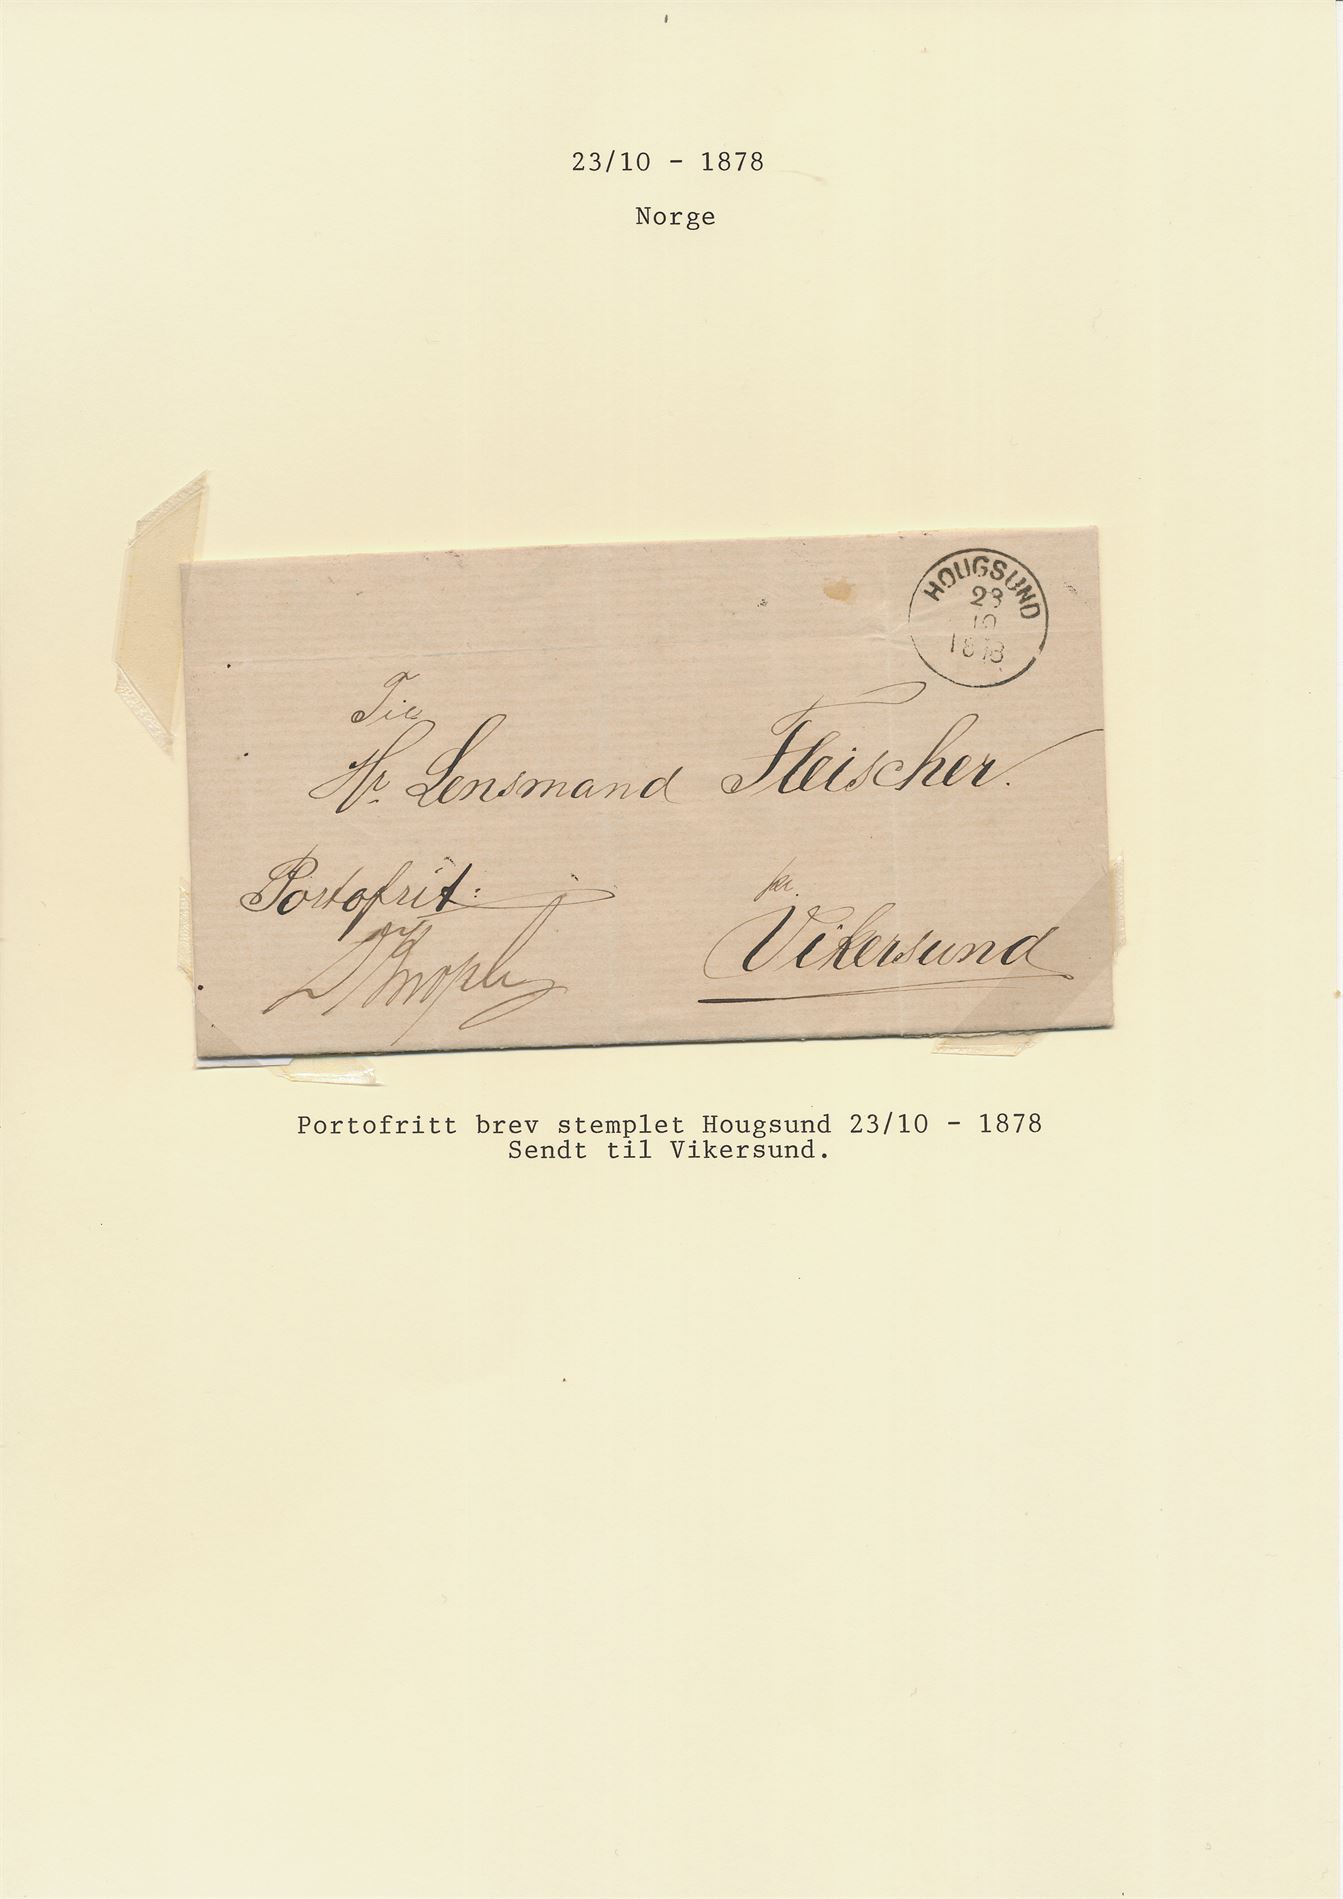 23/10 - 1878
Norge
HOUGSUND
23
10
1878
Til
Hr. Lensmand Fleischer.
Portofrit:
pr.
Vikersund
Portofritt brev stemplet Hougsund 23/10 - 1878
Sendt til Vikersund.